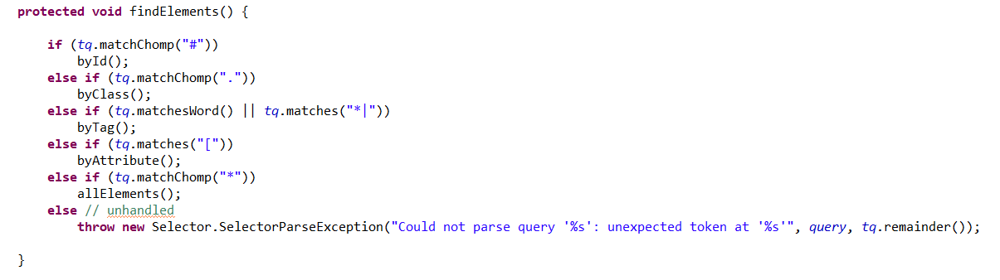 protected void findElements() {
if (tq.matchChomp("#"))
byId();
else if (tq.matchChomp("."))
byClass();
else if (tq.matchesWord() || tq.matches("*|"))
byTag();
else if (tq.matches("["))
byAttribute();
else if (tq.matchChomp("*"))
allElements();
else // unhandled
throw new Selector.SelectorParseException("Could not parse query '%s': unexpected token at '%s'", query, tq.remainder());
}